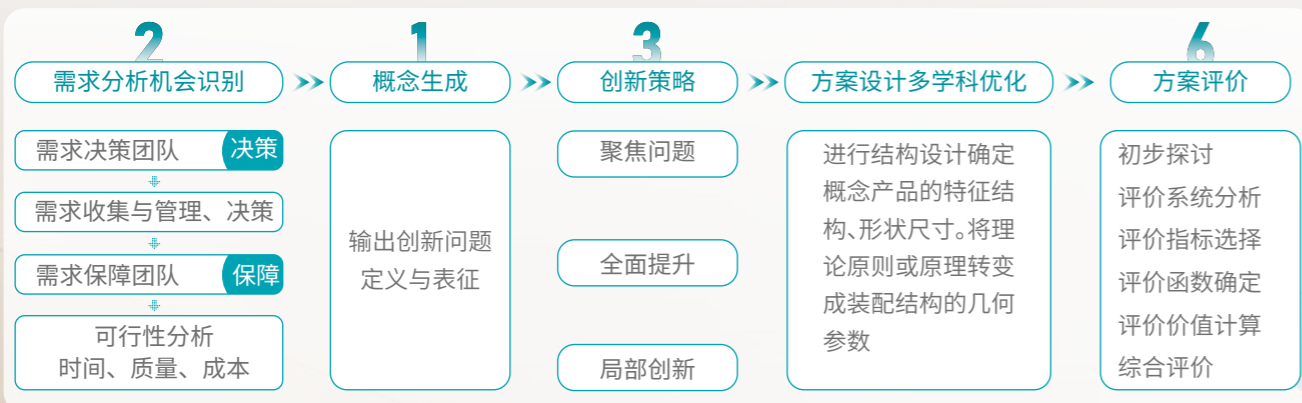 2
1
3
6
需求分析机会识别
概念生成
创新策略
方案设计多学科优化
方案评价
需求决策团队
决策
需求收集与管理、决策
需求保障团队
保障
可行性分析
时间、质量、成本
输出创新问题
定义与表征
聚焦问题
全面提升
局部创新
进行结构设计确定
概念产品的特征结
构、形状尺寸。将理
论原则或原理转变
成装配结构的几何
参数
初步探讨
评价系统分析
评价指标选择
评价函数确定
评价价值计算
综合评价